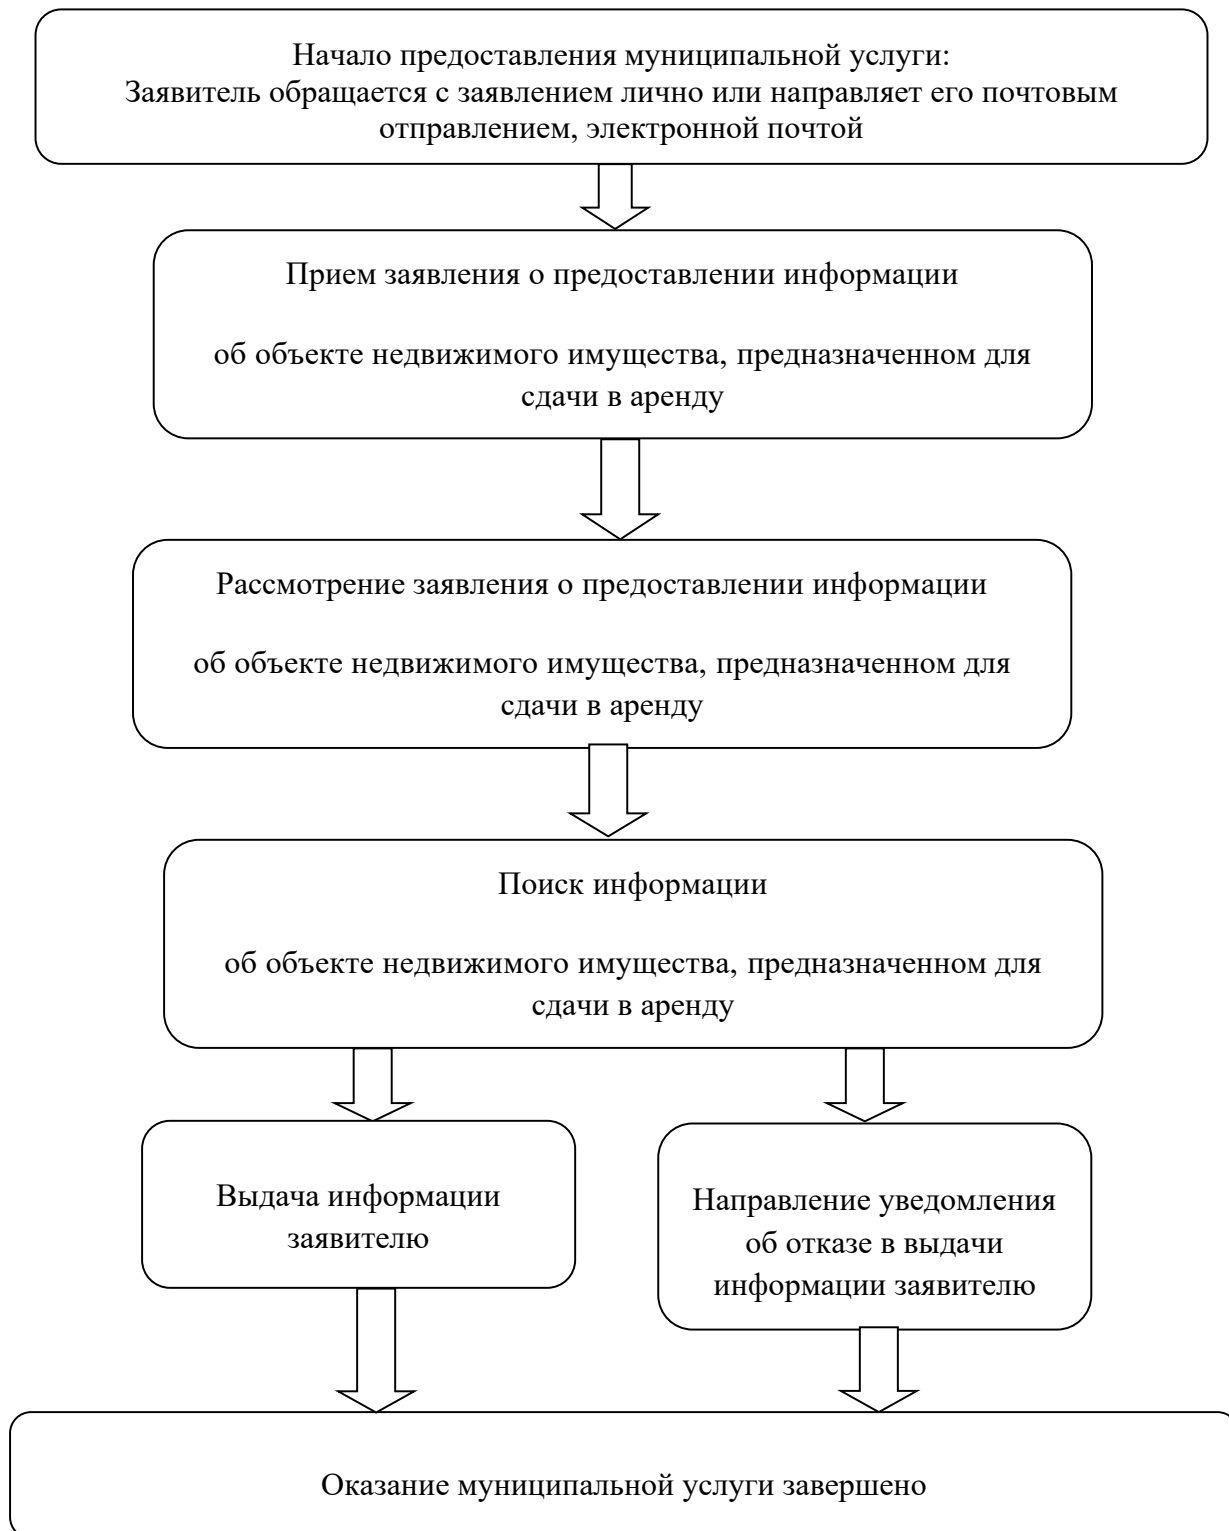 Начало предоставления муниципальной услуги:
Заявитель обращается с заявлением лично или направляет его почтовым
отправлением, электронной почтой
Прием заявления о предоставлении информации
об объекте недвижимого имущества, предназначенном для
сдачи в аренду
Рассмотрение заявления о предоставлении информации
об объекте недвижимого имущества, предназначенном для
сдачи в аренду
Поиск информации
об объекте недвижимого имущества, предназначенном для
сдачи в аренду
Выдача информации
заявителю
Направление уведомления
об отказе в выдачи
информации заявителю
Оказание муниципальной услуги завершено